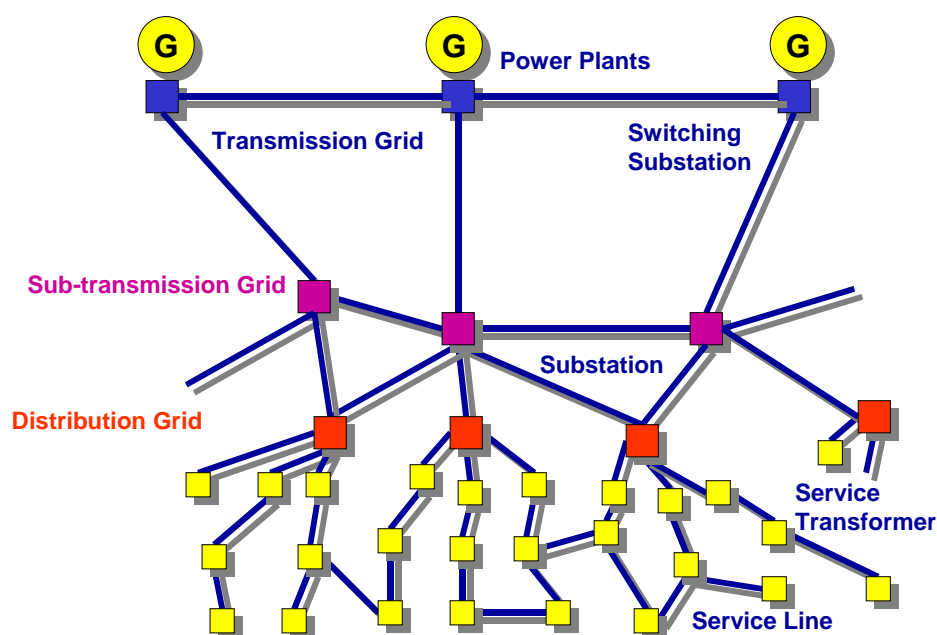 G
G
G
Power Plants
Transmission Grid
Switching
Substation
Sub-transmission Grid
Substation
Distribution Grid
Service
Transformer
Service Line